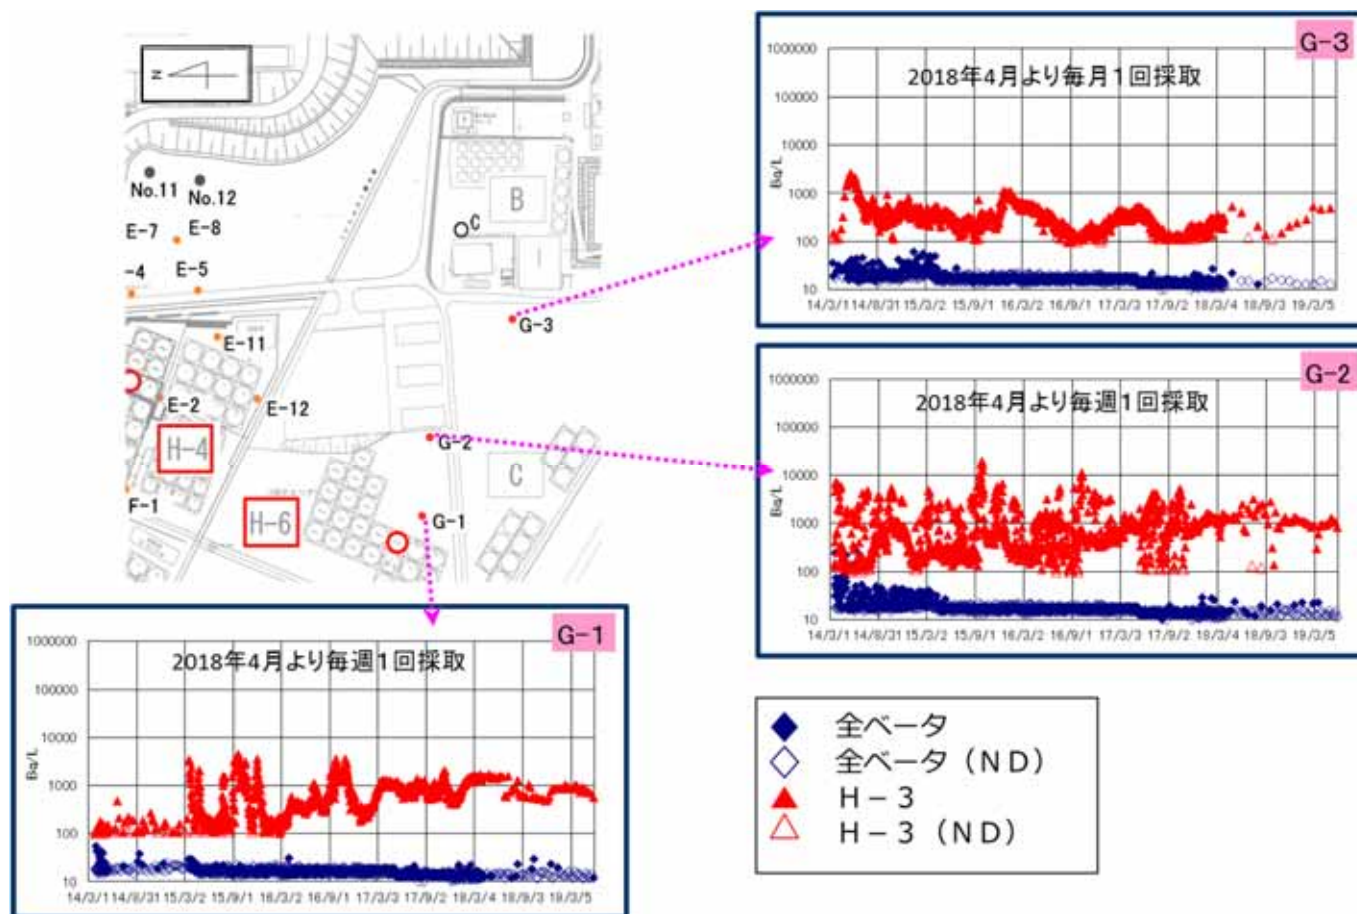 N
No.11
No.12
E-7
E-8
-4
E-5
B
C
G-3
E-11
E-2
E-12
H-4
G-2
C
F-1
H-6
G-1
G-3
2018年4月より毎月1回採取
Bq/L
1000000
100000
10000
1000
100
10
14/3/1 14/8/31 15/3/2 15/9/1 16/3/2 16/9/1 17/3/3 17/9/2 18/3/4 18/9/3 19/3/5
G-2
2018年4月より毎週1回採取
Bq/L
1000000
100000
10000
1000
100
10
14/3/1 14/8/31 15/3/2 15/9/1 16/3/2 16/9/1 17/3/3 17/9/2 18/3/4 18/9/3 19/3/5
G-1
2018年4月より毎週1回採取
Bq/L
1000000
100000
10000
1000
100
10
14/3/1 14/8/31 15/3/2 15/9/1 16/3/2 16/9/1 17/3/3 17/9/2 18/3/4 18/9/3 19/3/5
全ベータ
全ベータ（ND）
H-3
H-3（ND）